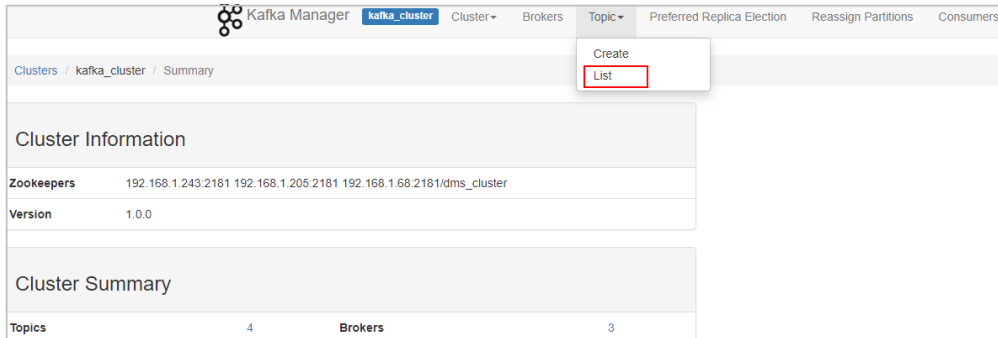 Kafka Manager kafka_cluster Cluster Brokers Topic Preferred Replica Election Reassign Partitions Consumers
Create
List
Clusters / kafka_cluster / Summary
Cluster Information
Zookeepers 192.168.1.243:2181 192.168.1.205:2181 192.168.1.68:2181/dms_cluster
Version 1.0.0
Cluster Summary
Topics 4 Brokers 3